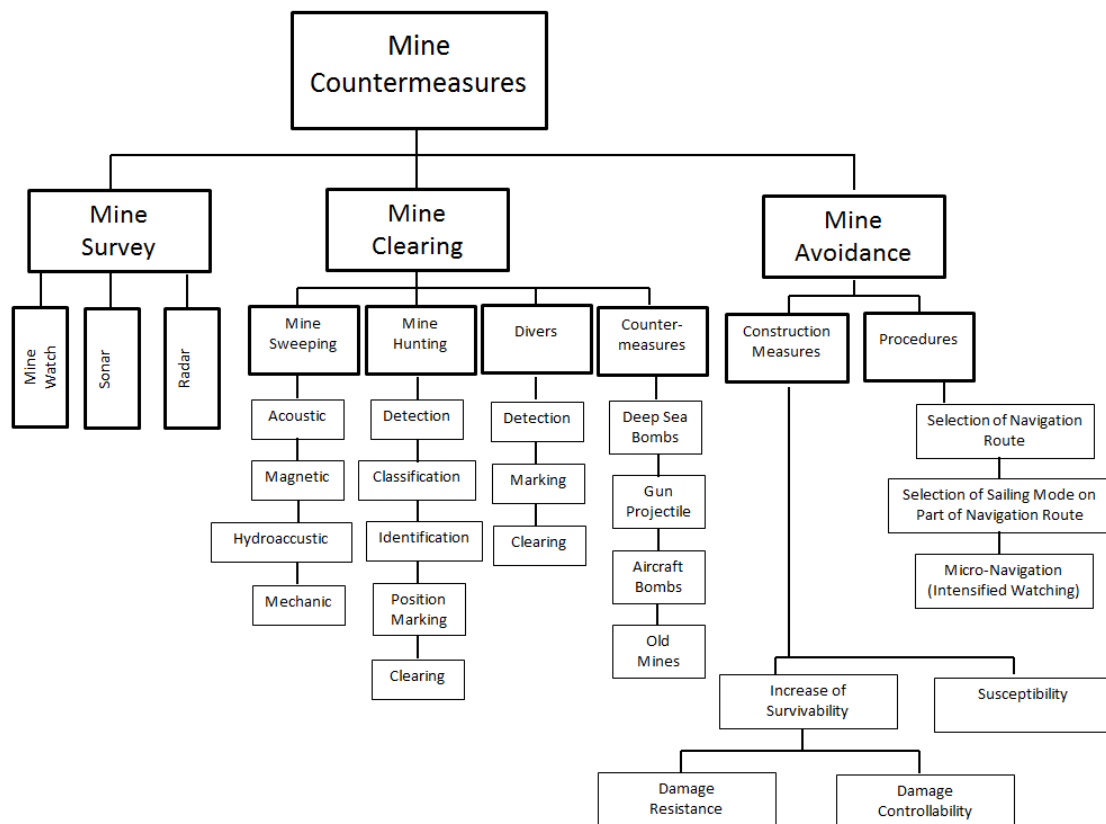 Mine
Countermeasures
Mine
Survey
Mine
Clearing
Mine
Avoidance
Mine
Watch
Sonar
Radar
Mine
Sweeping
Mine
Hunting
Divers
Counter-
measures
Construction
Measures
Procedures
Acoustic
Magnetic
Hydroaccustic
Mechanic
Detection
Classification
Identification
Position
Marking
Clearing
Detection
Marking
Clearing
Deep Sea
Bombs
Gun
Projectile
Aircraft
Bombs
Old
Mines
Selection of Navigation
Route
Selection of Sailing Mode on
Part of Navigation Route
Micro-Navigation
(Intensified Watching)
Increase of
Survivability
Susceptibility
Damage
Resistance
Damage
Controllability